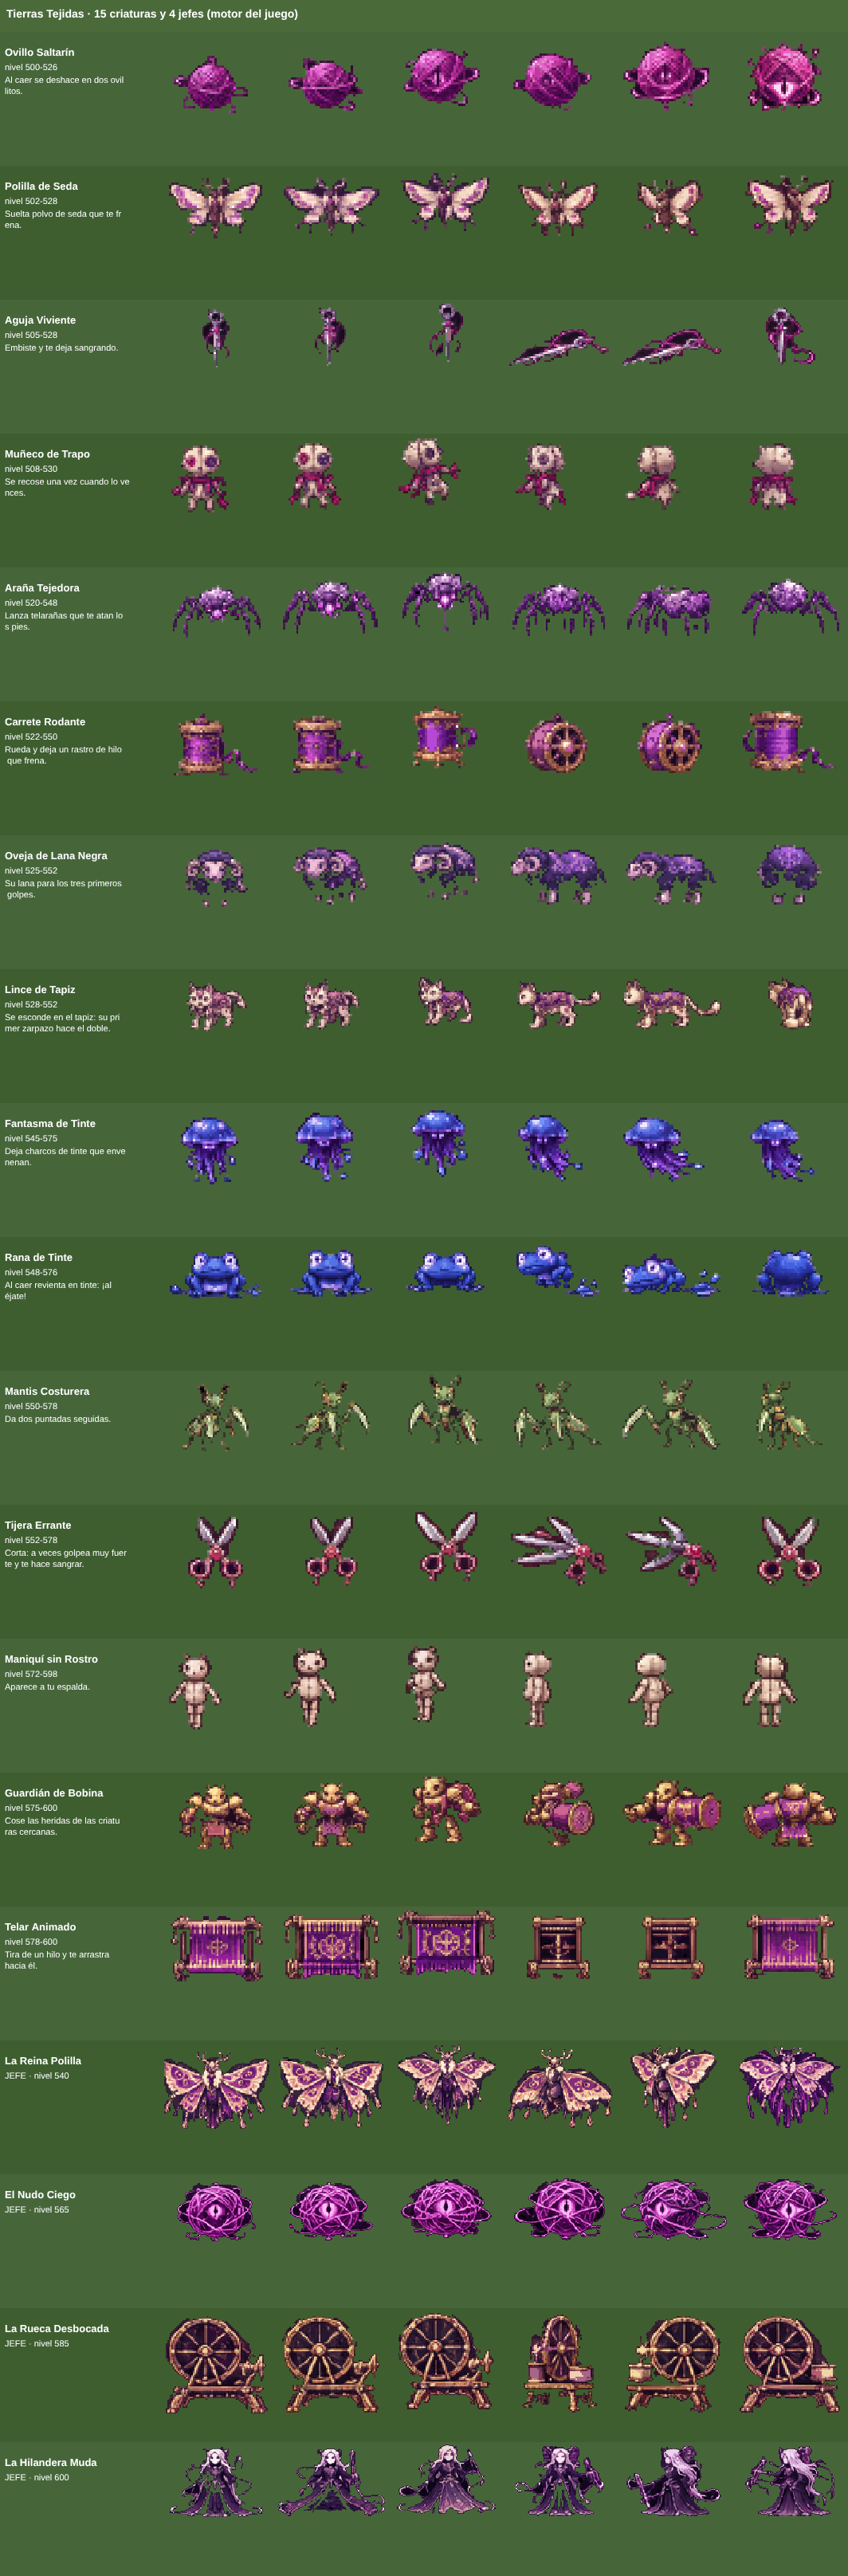 Tierras Tejidas · 15 criaturas y 4 jefes (motor del juego)
Ovillo Saltarín
nivel 500-526
Al caer se deshace en dos ovil
litos.
Polilla de Seda
nivel 502-528
Suelta polvo de seda que te fr
ena.
Aguja Viviente
nivel 505-528
Embiste y te deja sangrando.
Muñeco de Trapo
nivel 508-530
Se recose una vez cuando lo ve
nces.
Araña Tejedora
nivel 520-548
Lanza telarañas que te atan lo
s pies.
Carrete Rodante
nivel 522-550
Rueda y deja un rastro de hilo
que frena.
Oveja de Lana Negra
nivel 525-552
Su lana para los tres primeros
golpes.
Lince de Tapiz
nivel 528-552
Se esconde en el tapiz: su pri
mer zarpazo hace el doble.
Fantasma de Tinte
nivel 545-575
Deja charcos de tinte que enve
nenan.
Rana de Tinte
nivel 548-576
Al caer revienta en tinte: ¡al
éjate!
Mantis Costurera
nivel 550-578
Da dos puntadas seguidas.
Tijera Errante
nivel 552-578
Corta: a veces golpea muy fuer
te y te hace sangrar.
Maniquí sin Rostro
nivel 572-598
Aparece a tu espalda.
Guardián de Bobina
nivel 575-600
Cose las heridas de las criatu
ras cercanas.
Telar Animado
nivel 578-600
Tira de un hilo y te arrastra
hacia él.
La Reina Polilla
JEFE · nivel 540
El Nudo Ciego
JEFE · nivel 565
La Rueca Desbocada
JEFE · nivel 585
La Hilandera Muda
JEFE · nivel 600